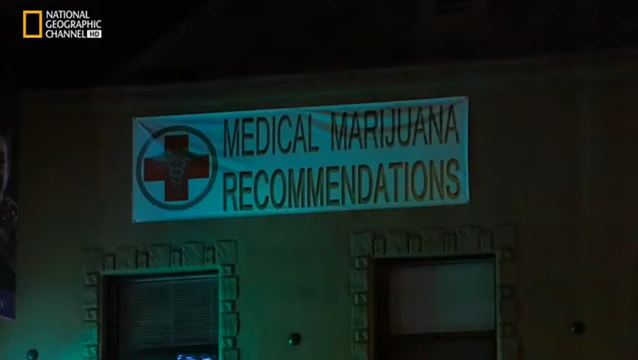 NATIONAL
GEOGRAPHIC
CHANNEL HD
MEDICAL MARIJUANA
RECOMMENDATIONS